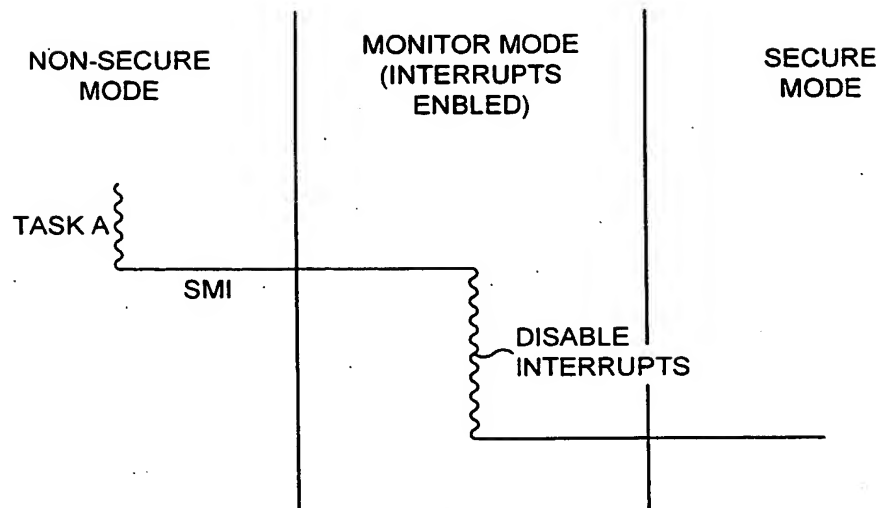 NON-SECURE
MODE
MONITOR MODE
(INTERRUPTS
ENBLED)
SECURE
MODE
TASK A
SMI
DISABLE
INTERRUPTS